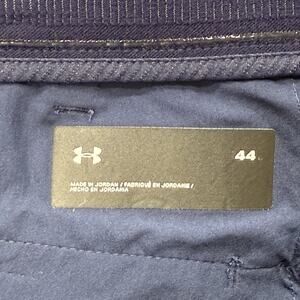 44
MADE IN JORDAN / FABRIQUÉ EN JORDANIE /
HECHO EN JORDANIA